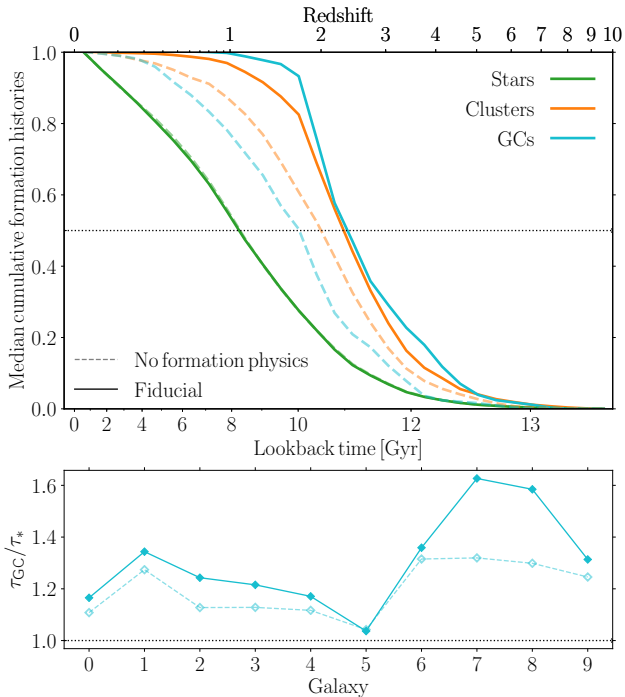 Redshift
0 1 2 3 4 5 6 7 8 9 10
Median cumulative formation histories
1.0
0.8
0.6
0.4
0.2
0.0
Stars
Clusters
GCs
No formation physics
Fiducial
0 2 4 6 8 10 12 13
Lookback time [Gyr]
τ_GC/τ_*
1.6
1.4
1.2
1.0
0 1 2 3 4 5 6 7 8 9
Galaxy